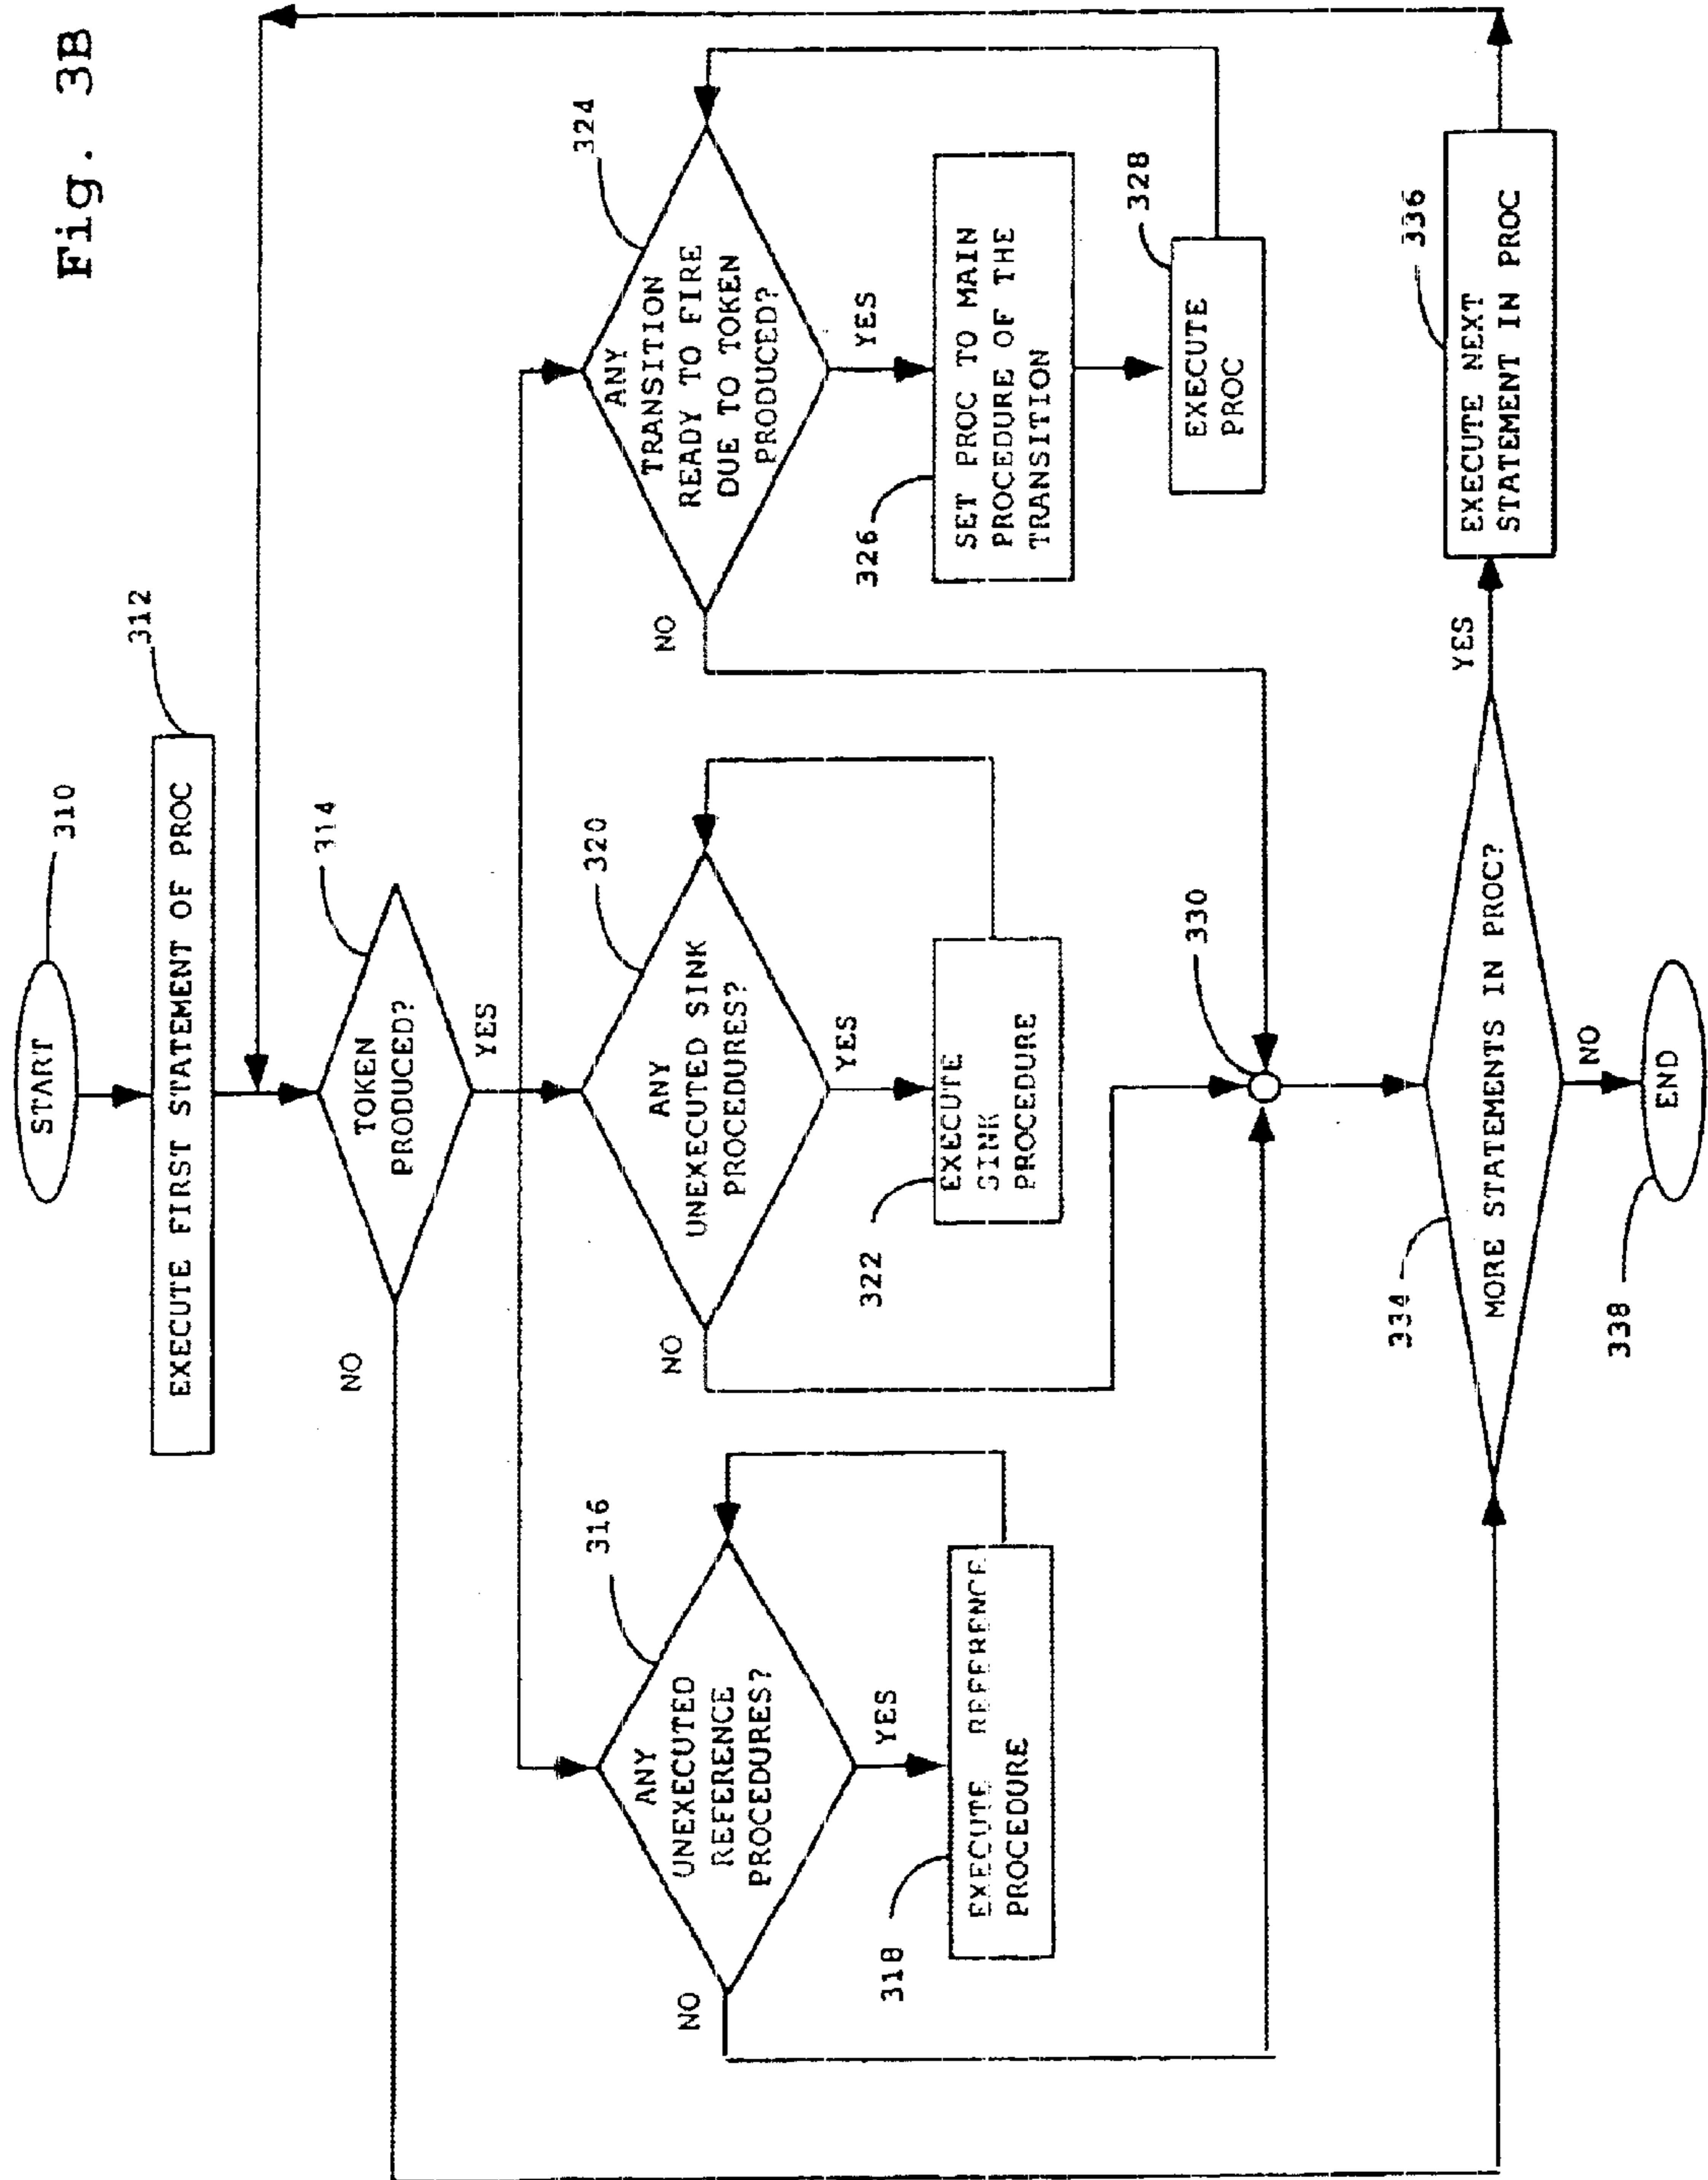 Fig. 3B
START
310
312
EXECUTE FIRST STATEMENT OF PROC
314
TOKEN
PRODUCED?
NO
YES
316
ANY
UNEXECUTED
REFERENCE
PROCEDURES?
NO
YES
318
EXECUTE REFERENCE
PROCEDURE
320
ANY
UNEXECUTED SINK
PROCEDURES?
NO
YES
322
EXECUTE
SINK
PROCEDURE
324
ANY
TRANSITION
READY TO FIRE
DUE TO TOKEN
PRODUCED?
NO
YES
326
SET PROC TO MAIN
PROCEDURE OF THE
TRANSITION
328
EXECUTE
PROC
330
334
MORE STATEMENTS IN PROC?
YES
NO
336
EXECUTE NEXT
STATEMENT IN PROC
338
END